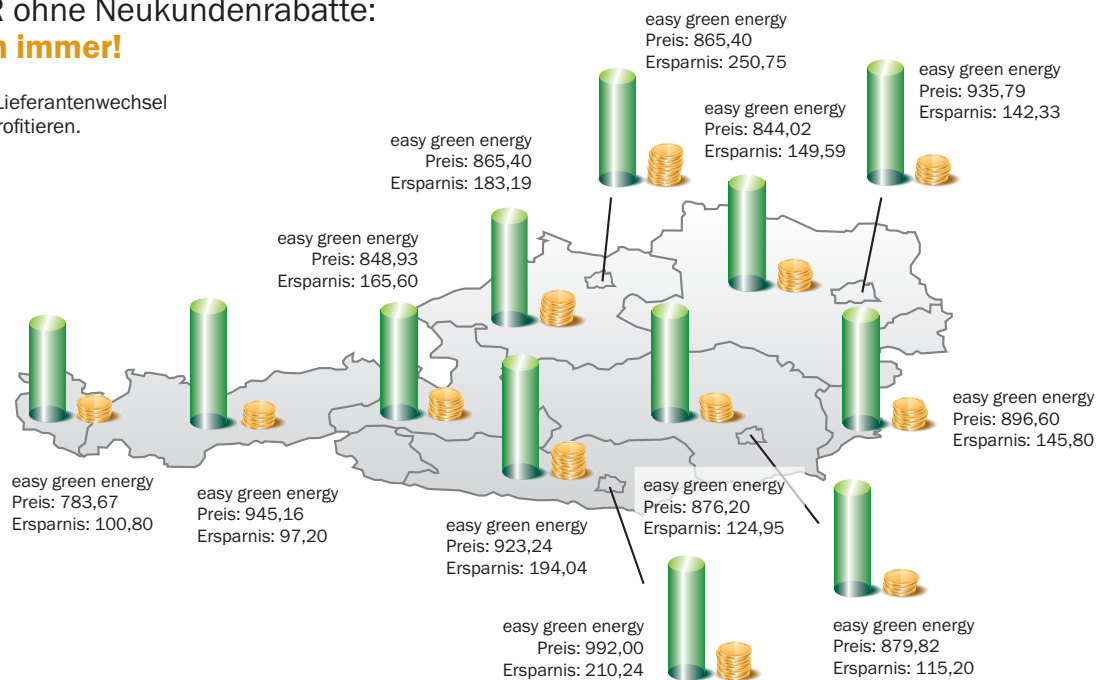 R ohne Neukundenrabatte:
immer!
Lieferantenwechsel
easy green energy
Preis: 865,40
Ersparnis: 250,75
easy green energy
Preis: 935,79
Ersparnis: 142,33
easy green energy
Preis: 844,02
Ersparnis: 149,59
easy green energy
Preis: 865,40
Ersparnis: 183,19
easy green energy
Preis: 848,93
Ersparnis: 165,60
easy green energy
Preis: 896,60
Ersparnis: 145,80
easy green energy
Preis: 783,67
Ersparnis: 100,80
easy green energy
Preis: 945,16
Ersparnis: 97,20
easy green energy
Preis: 876,20
Ersparnis: 124,95
easy green energy
Preis: 923,24
Ersparnis: 194,04
easy green energy
Preis: 992,00
Ersparnis: 210,24
easy green energy
Preis: 879,82
Ersparnis: 115,20